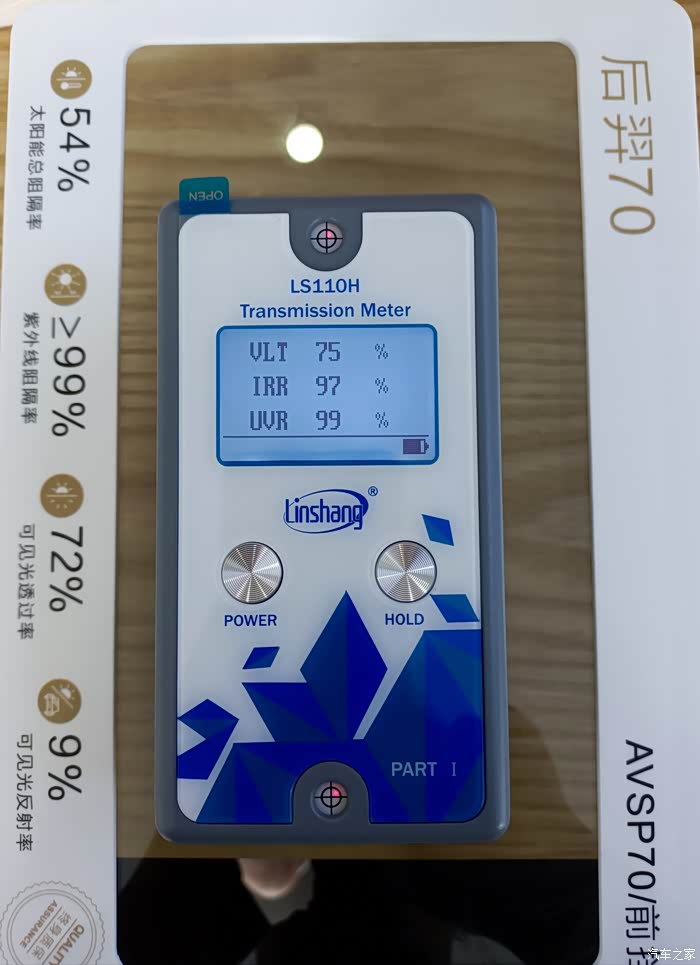 后羿70
54%
太阳能总阻隔率
≥99%
紫外线阻隔率
72%
可见光透过率
9%
可见光反射率
AVSP70/前挡
OPEN
LS110H
Transmission Meter
VLT 75 %
IRR 97 %
UVR 99 %
Linshang®
POWER HOLD
PART I
QUALITY
ASSURANCE
汽车之家